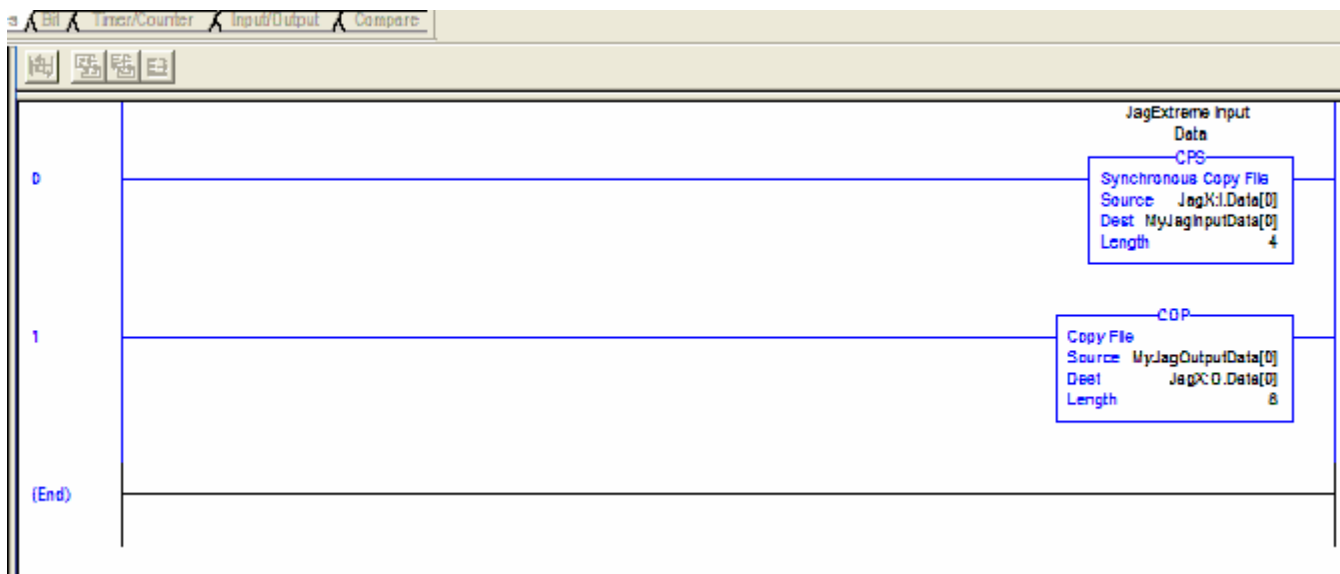 Bit Timer/Counter Input/Output Compare
JagExtreme Input
Data
0
CPS
Synchronous Copy File
Source JagX:I.Data[0]
Dest MyJagInputData[0]
Length 4
1
COP
Copy File
Source MyJagOutputData[0]
Dest JagX:O.Data[0]
Length
(End)